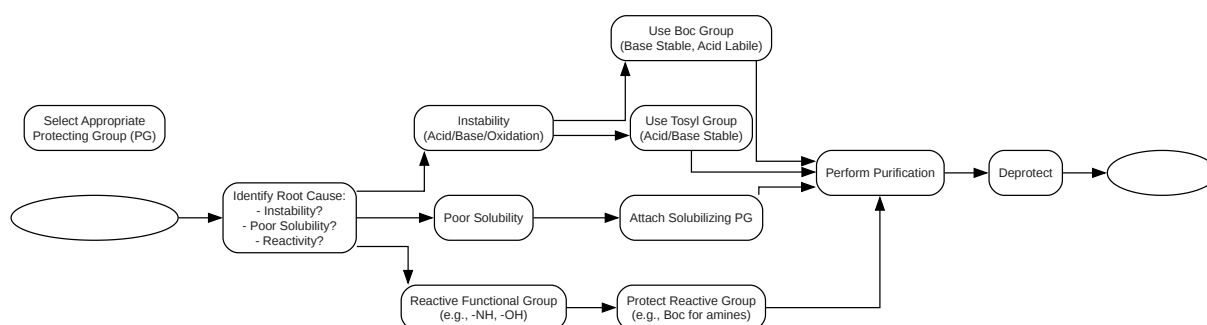 Use Boc Group
(Base Stable, Acid Labile)
Select Appropriate
Protecting Group (PG)
Instability
(Acid/Base/Oxidation)
Use Tosyl Group
(Acid/Base Stable)
Perform Purification
Deprotect
Identify Root Cause:
- Instability?
- Poor Solubility?
- Reactivity?
Poor Solubility
Attach Solubilizing PG
Reactive Functional Group
(e.g., -NH, -OH)
Protect Reactive Group
(e.g., Boc for amines)